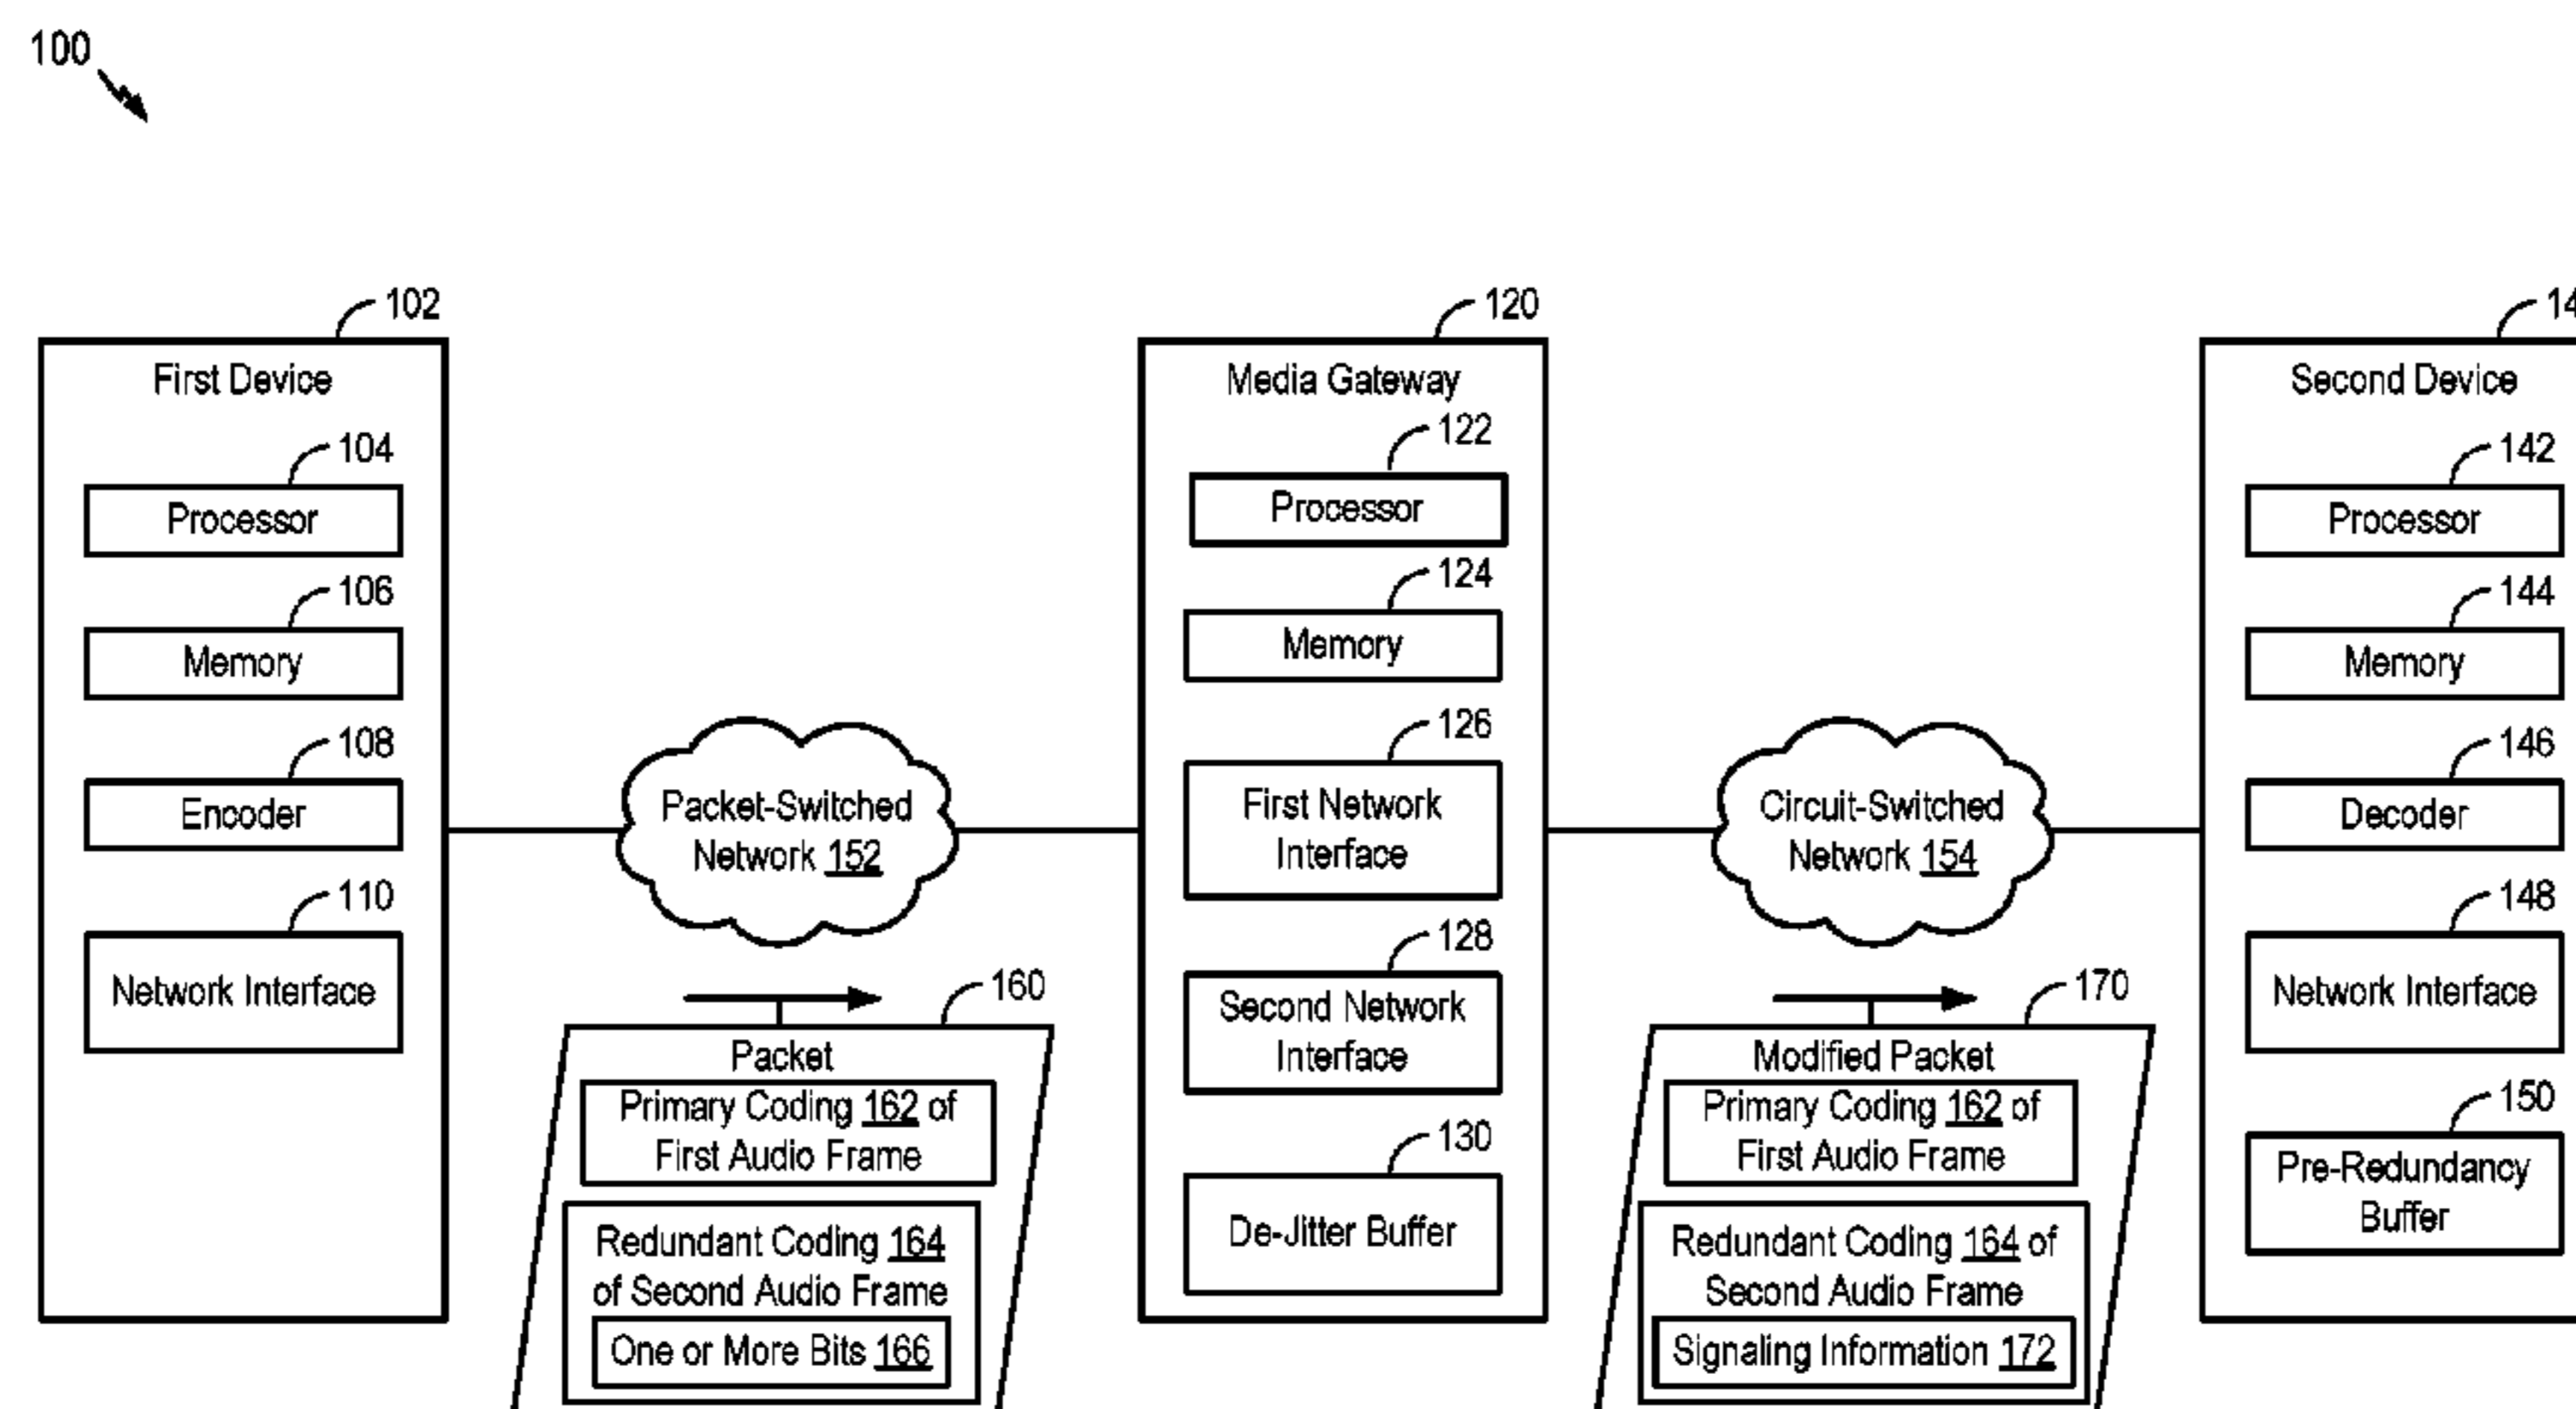 100
102
First Device
104
Processor
106
Memory
108
Encoder
110
Network Interface
Packet-Switched
Network 152
160
Packet
Primary Coding 162 of
First Audio Frame
Redundant Coding 164
of Second Audio Frame
One or More Bits 166
120
Media Gateway
122
Processor
124
Memory
126
First Network
Interface
128
Second Network
Interface
130
De-Jitter Buffer
Circuit-Switched
Network 154
170
Modified Packet
Primary Coding 162 of
First Audio Frame
Redundant Coding 164 of
Second Audio Frame
Signaling Information 172
Second Device
142
Processor
144
Memory
146
Decoder
148
Network Interface
150
Pre-Redundancy
Buffer